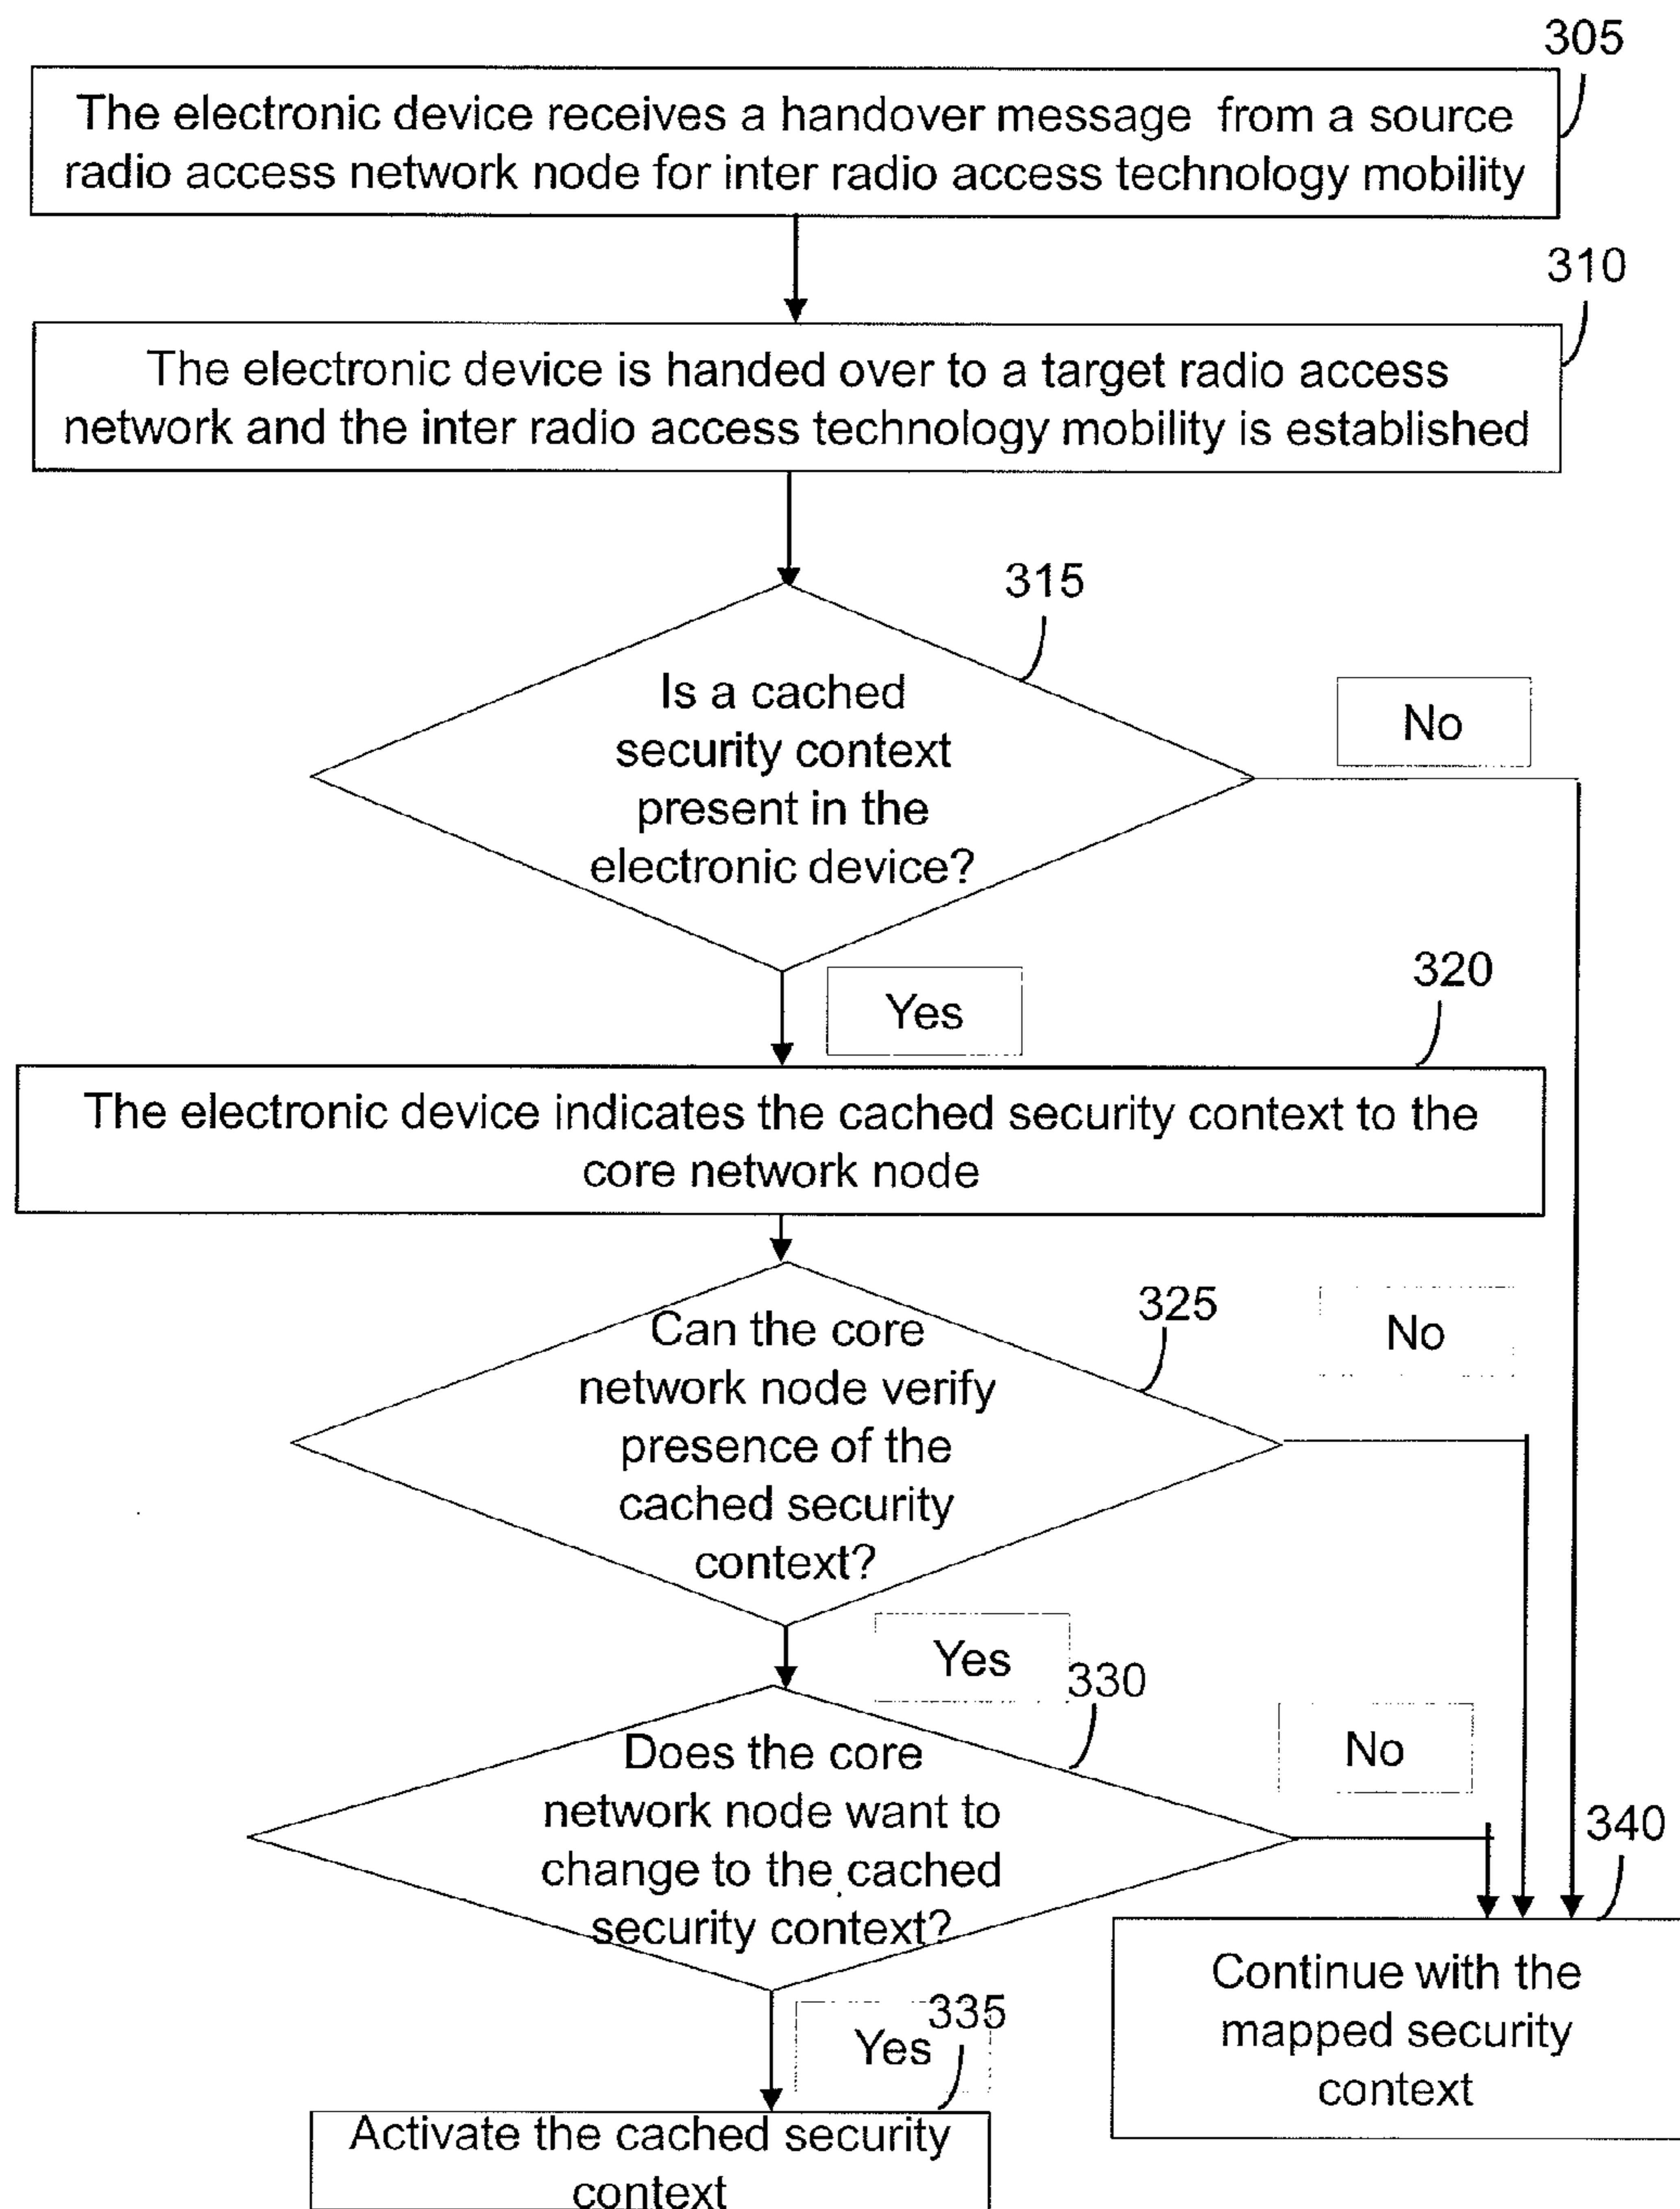 305
The electronic device receives a handover message from a source
radio access network node for inter radio access technology mobility
310
The electronic device is handed over to a target radio access
network and the inter radio access technology mobility is established
315
Is a cached
security context
present in the
electronic device?
No
Yes
320
The electronic device indicates the cached security context to the
core network node
325
Can the core
network node verify
presence of the
cached security
context?
No
Yes
330
Does the core
network node want to
change to the cached
security context?
No
340
Continue with the
mapped security
context
Yes
335
Activate the cached security
context